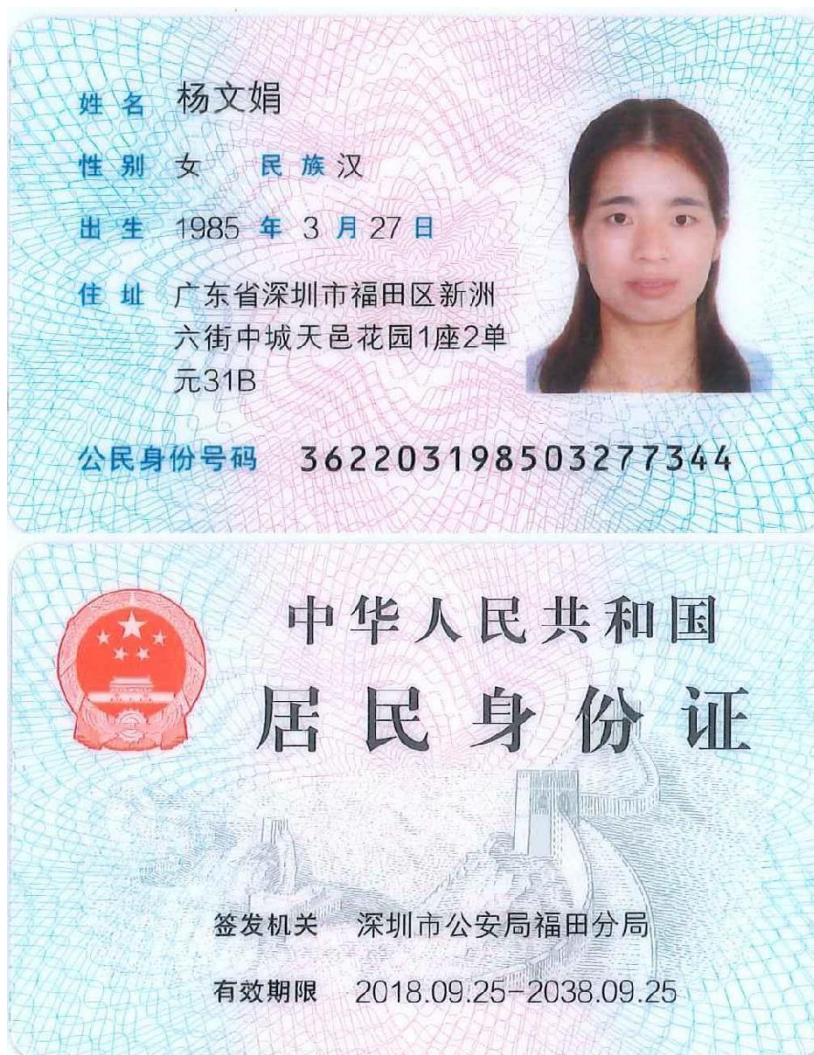 姓名 杨文娟
性别 女 民族 汉
出生 1985 年 3 月 27 日
住址 广东省深圳市福田区新洲
六街中城天邑花园1座2单
元31B
公民身份号码 362203198503277344
中华人民共和国
居民身份证
签发机关 深圳市公安局福田分局
有效期限 2018.09.25-2038.09.25